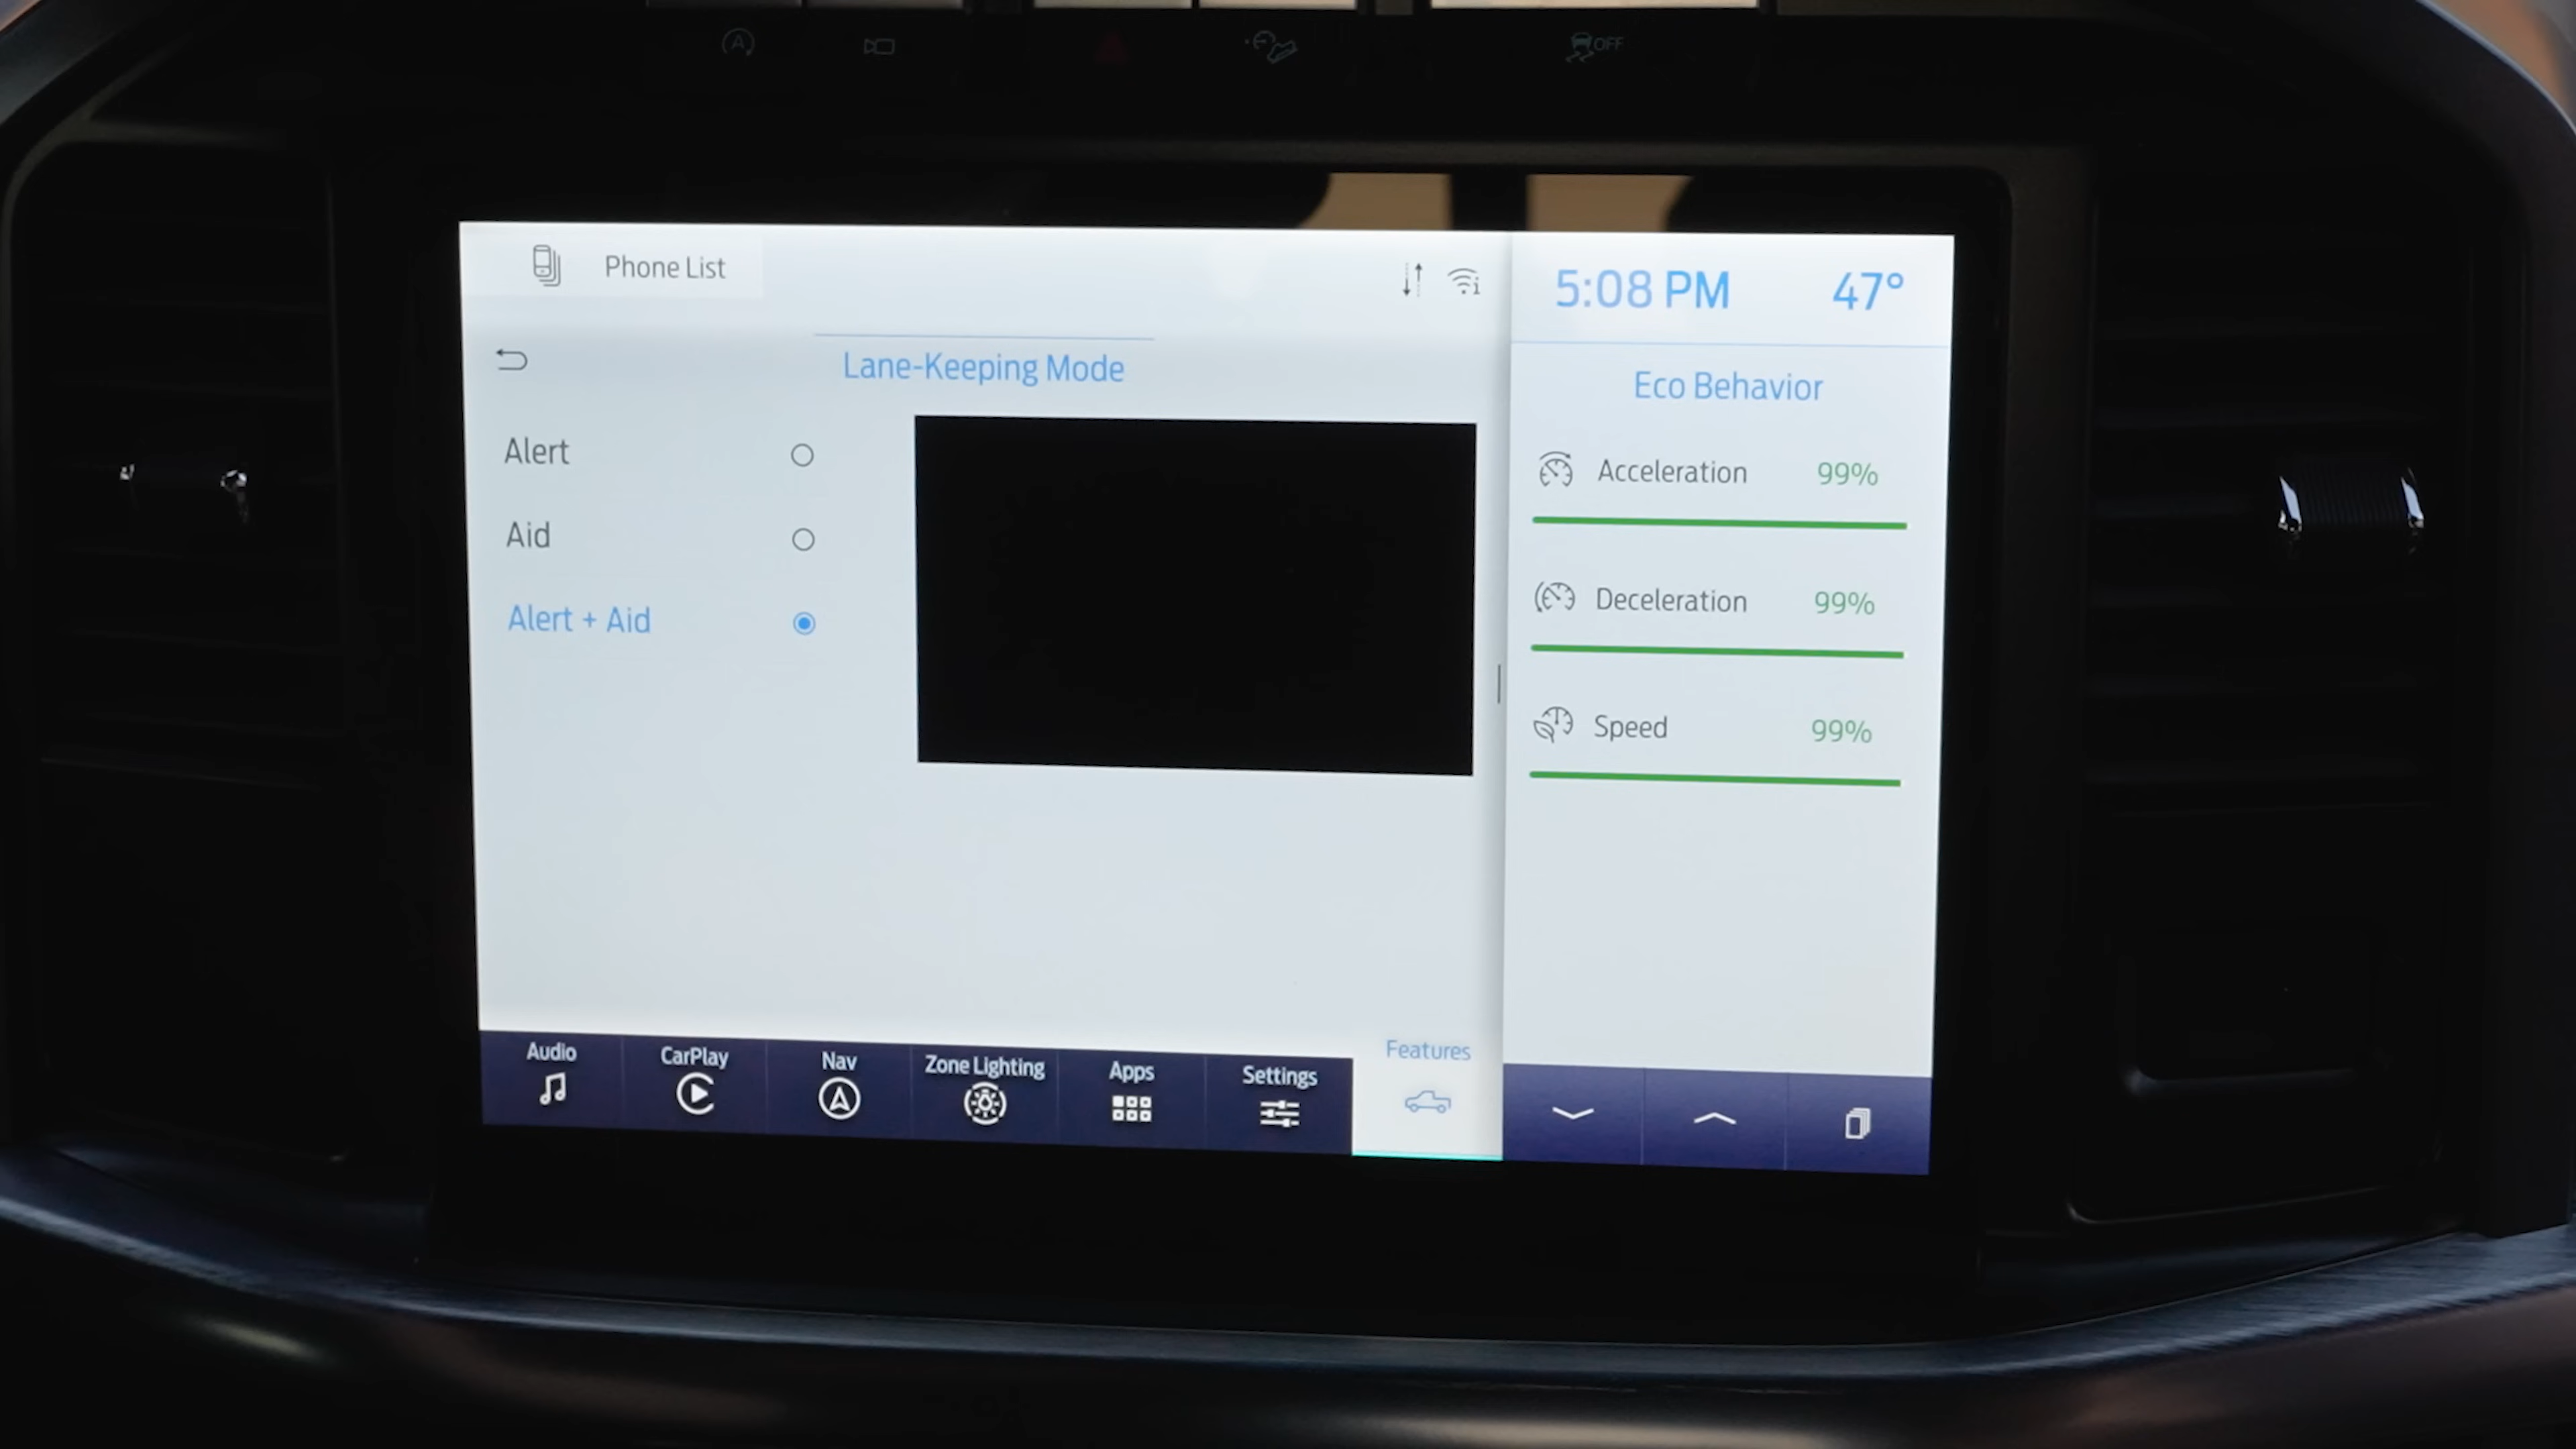 A
OFF
Phone List
5:08 PM 47°
Lane-Keeping Mode
Alert
Aid
Alert + Aid
Eco Behavior
Acceleration 99%
Deceleration 99%
Speed 99%
Audio
CarPlay
Nav
Zone Lighting
Apps
Settings
Features